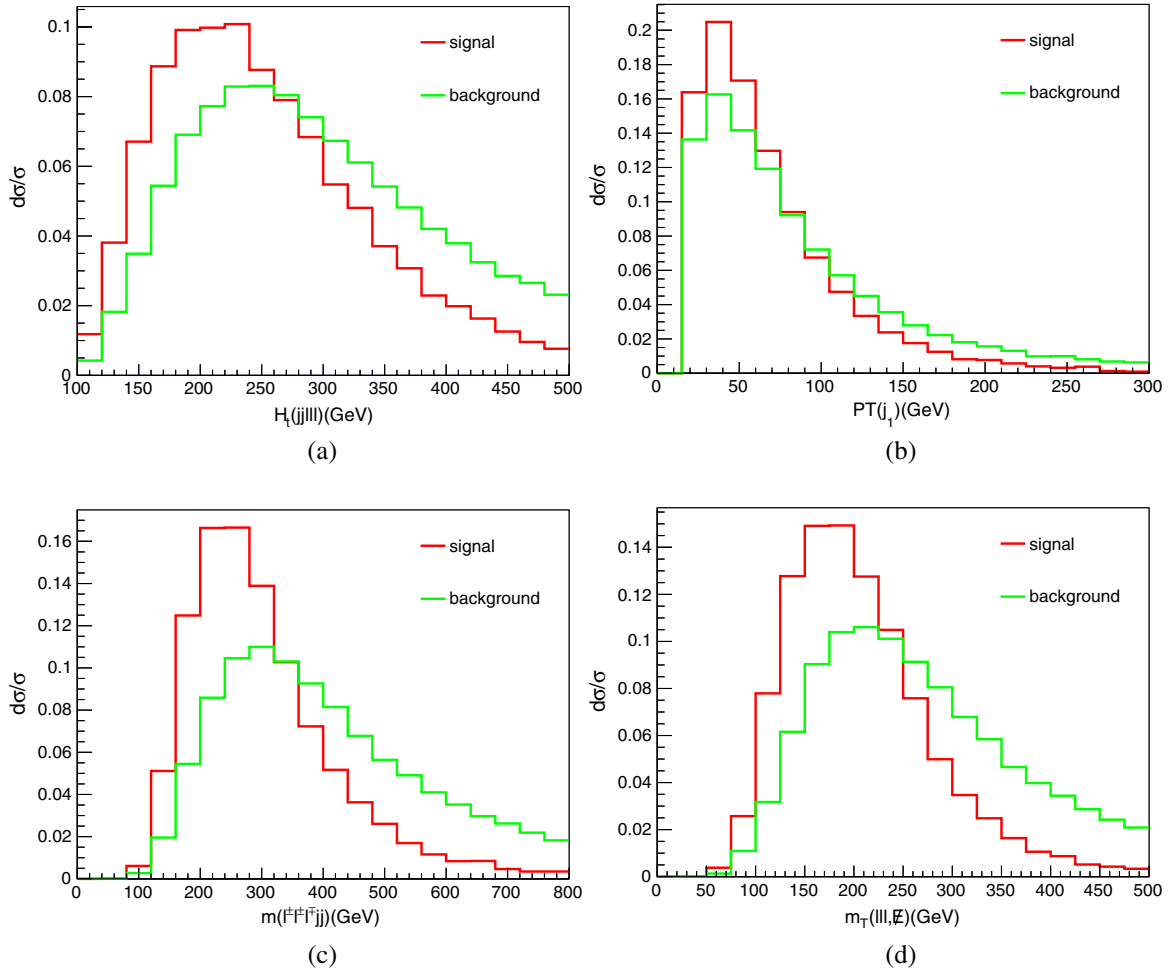 0.1
0.08
0.06
0.04
0.02
0
dσ/σ
signal
background
100 150 200 250 300 350 400 450 500
H_t(jjlll)(GeV)
(a)
0.2
0.18
0.16
0.14
0.12
0.1
0.08
0.06
0.04
0.02
0
dσ/σ
signal
background
0 50 100 150 200 250 300
PT(j_1)(GeV)
(b)
0.16
0.14
0.12
0.1
0.08
0.06
0.04
0.02
0
dσ/σ
signal
background
0 100 200 300 400 500 600 700 800
m(l^±l^±l^∓jj)(GeV)
(c)
0.14
0.12
0.1
0.08
0.06
0.04
0.02
0
dσ/σ
signal
background
0 50 100 150 200 250 300 350 400 450 500
m_T(lll,E̸)(GeV)
(d)